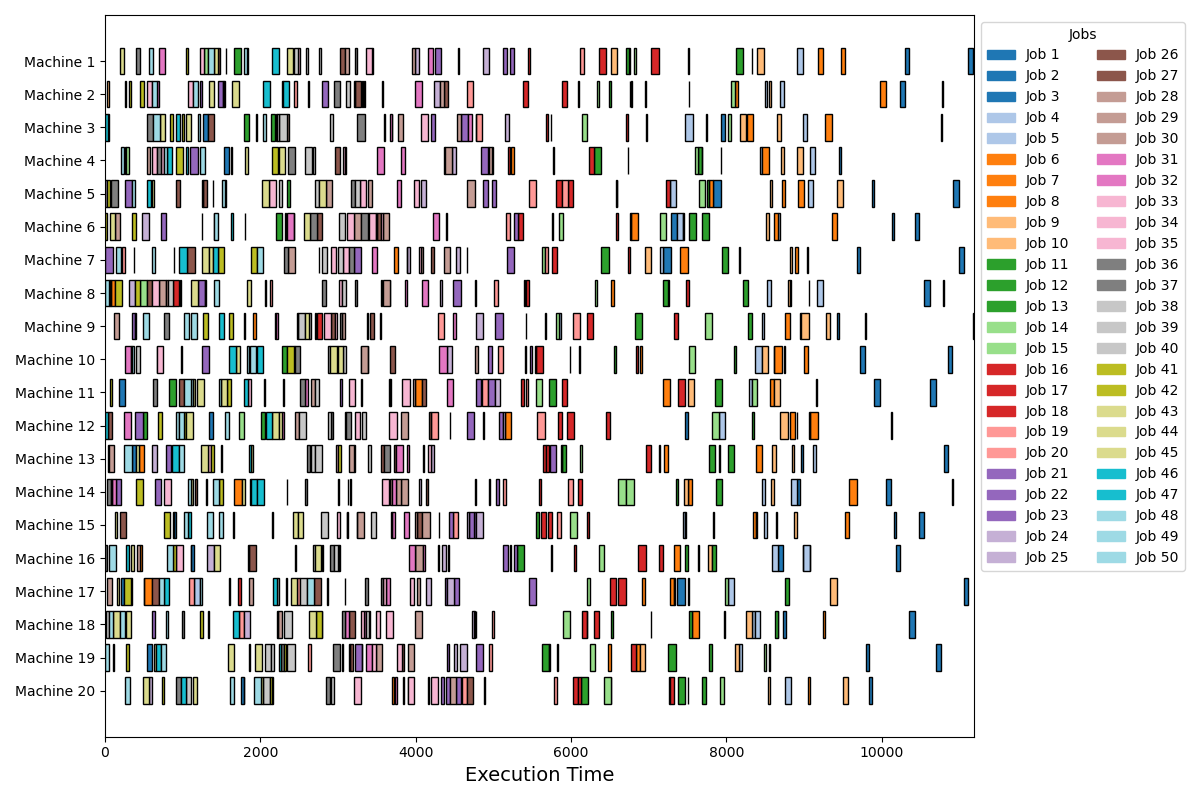 Machine 1
Machine 2
Machine 3
Machine 4
Machine 5
Machine 6
Machine 7
Machine 8
Machine 9
Machine 10
Machine 11
Machine 12
Machine 13
Machine 14
Machine 15
Machine 16
Machine 17
Machine 18
Machine 19
Machine 20
0 2000 4000 6000 8000 10000
Execution Time
Jobs
Job 1
Job 2
Job 3
Job 4
Job 5
Job 6
Job 7
Job 8
Job 9
Job 10
Job 11
Job 12
Job 13
Job 14
Job 15
Job 16
Job 17
Job 18
Job 19
Job 20
Job 21
Job 22
Job 23
Job 24
Job 25
Job 26
Job 27
Job 28
Job 29
Job 30
Job 31
Job 32
Job 33
Job 34
Job 35
Job 36
Job 37
Job 38
Job 39
Job 40
Job 41
Job 42
Job 43
Job 44
Job 45
Job 46
Job 47
Job 48
Job 49
Job 50